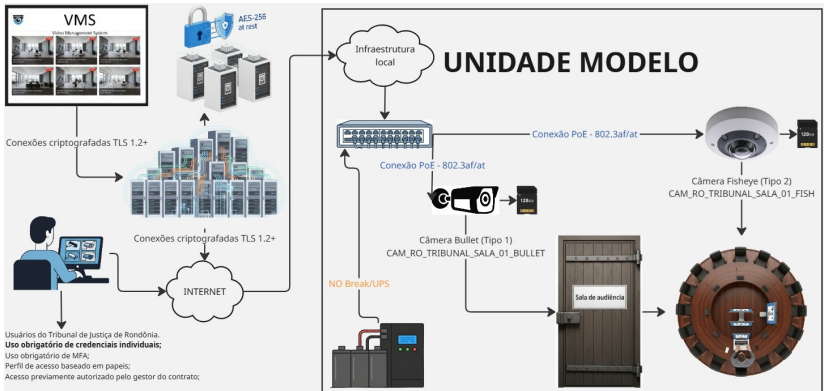 VMS
Video Management System
AES-256
at rest
Conexões criptografadas TLS 1.2+
Conexões criptografadas TLS 1.2+
INTERNET
Usuários do Tribunal de Justiça de Rondônia.
Uso obrigatório de credenciais individuais;
Uso obrigatório de MFA;
Perfil de acesso baseado em papeis;
Acesso previamente autorizado pelo gestor do contrato;
Infraestrutura
local
UNIDADE MODELO
Conexão PoE - 802.3af/at
Conexão PoE - 802.3af/at
128
128
Câmera Fisheye (Tipo 2)
CAM_RO_TRIBUNAL_SALA_01_FISH
Câmera Bullet (Tipo 1)
CAM_RO_TRIBUNAL_SALA_01_BULLET
NO Break/UPS
Sala de audiência